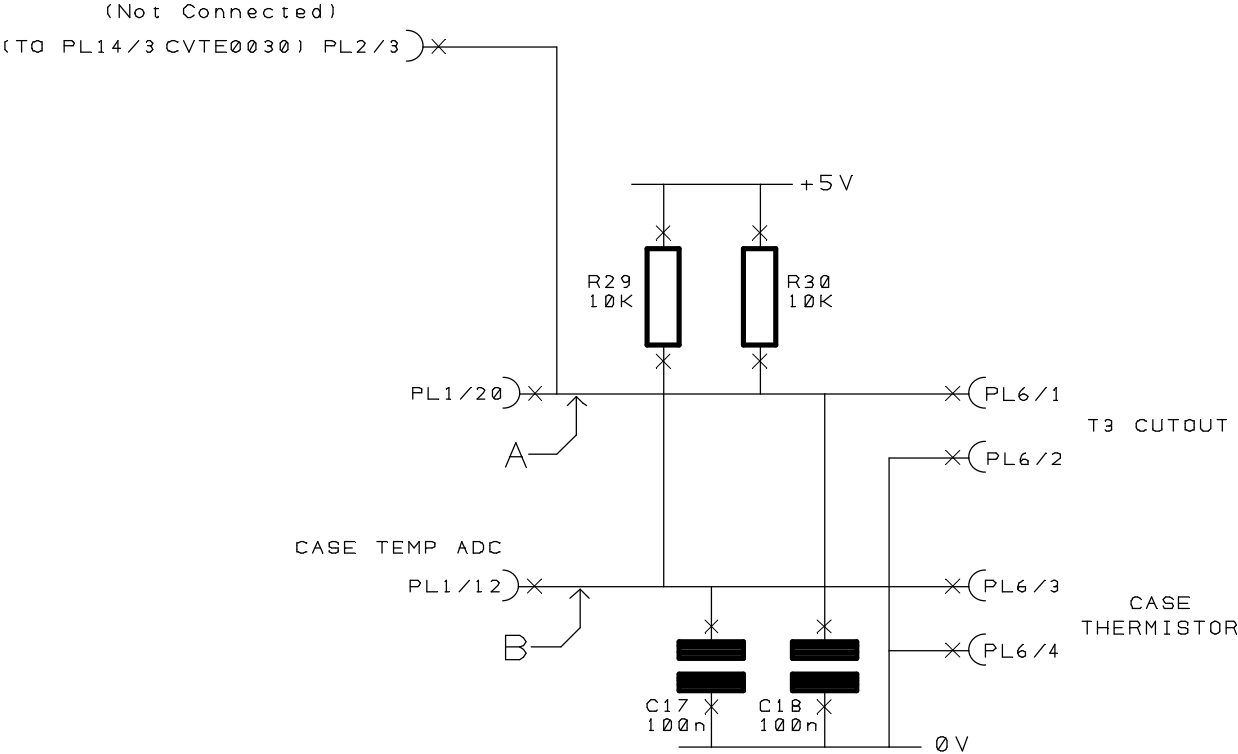 (Not Connected)
(TO PL14/3 CVTE0030) PL2/3
+5V
R29
10K
R30
10K
PL1/20
PL6/1
T3 CUTOUT
A
PL6/2
CASE TEMP ADC
PL1/12
PL6/3
CASE
THERMISTOR
B
PL6/4
C17
100n
C18
100n
0V